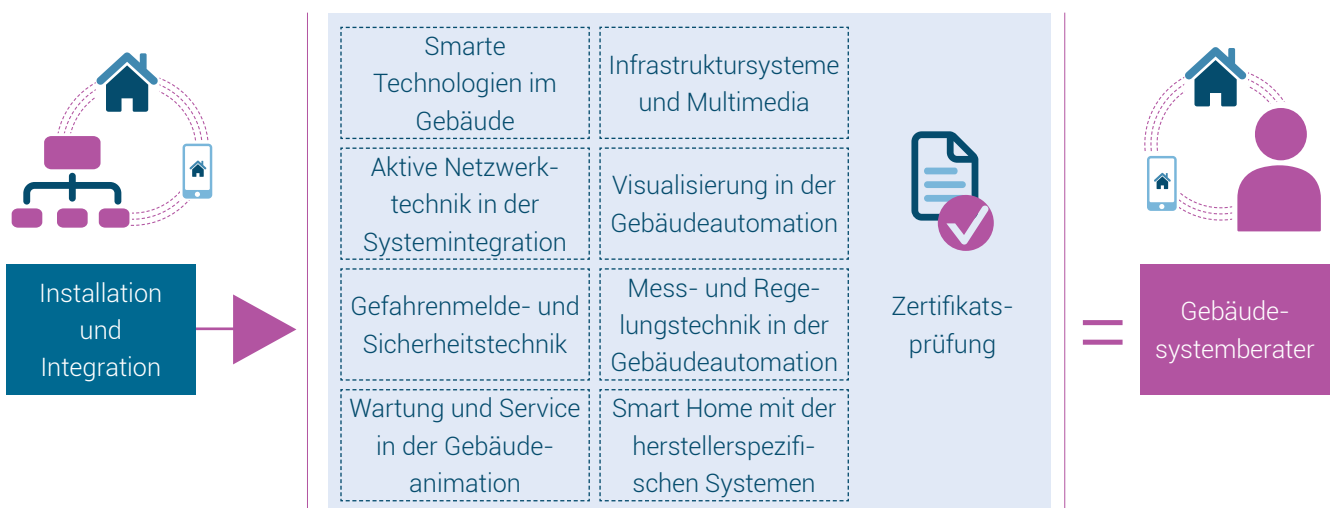 Installation
und
Integration
Smarte
Technologien im
Gebäude
Infrastruktursysteme
und Multimedia
Aktive Netzwerk-
technik in der
Systemintegration
Visualisierung in der
Gebäudeautomation
Gefahrenmelde- und
Sicherheitstechnik
Mess- und Rege-
lungstechnik in der
Gebäudeautomation
Wartung und Service
in der Gebäude-
animation
Smart Home mit der
herstellerspezifi-
schen Systemen
Zertifikats-
prüfung
=
Gebäude-
systemberater